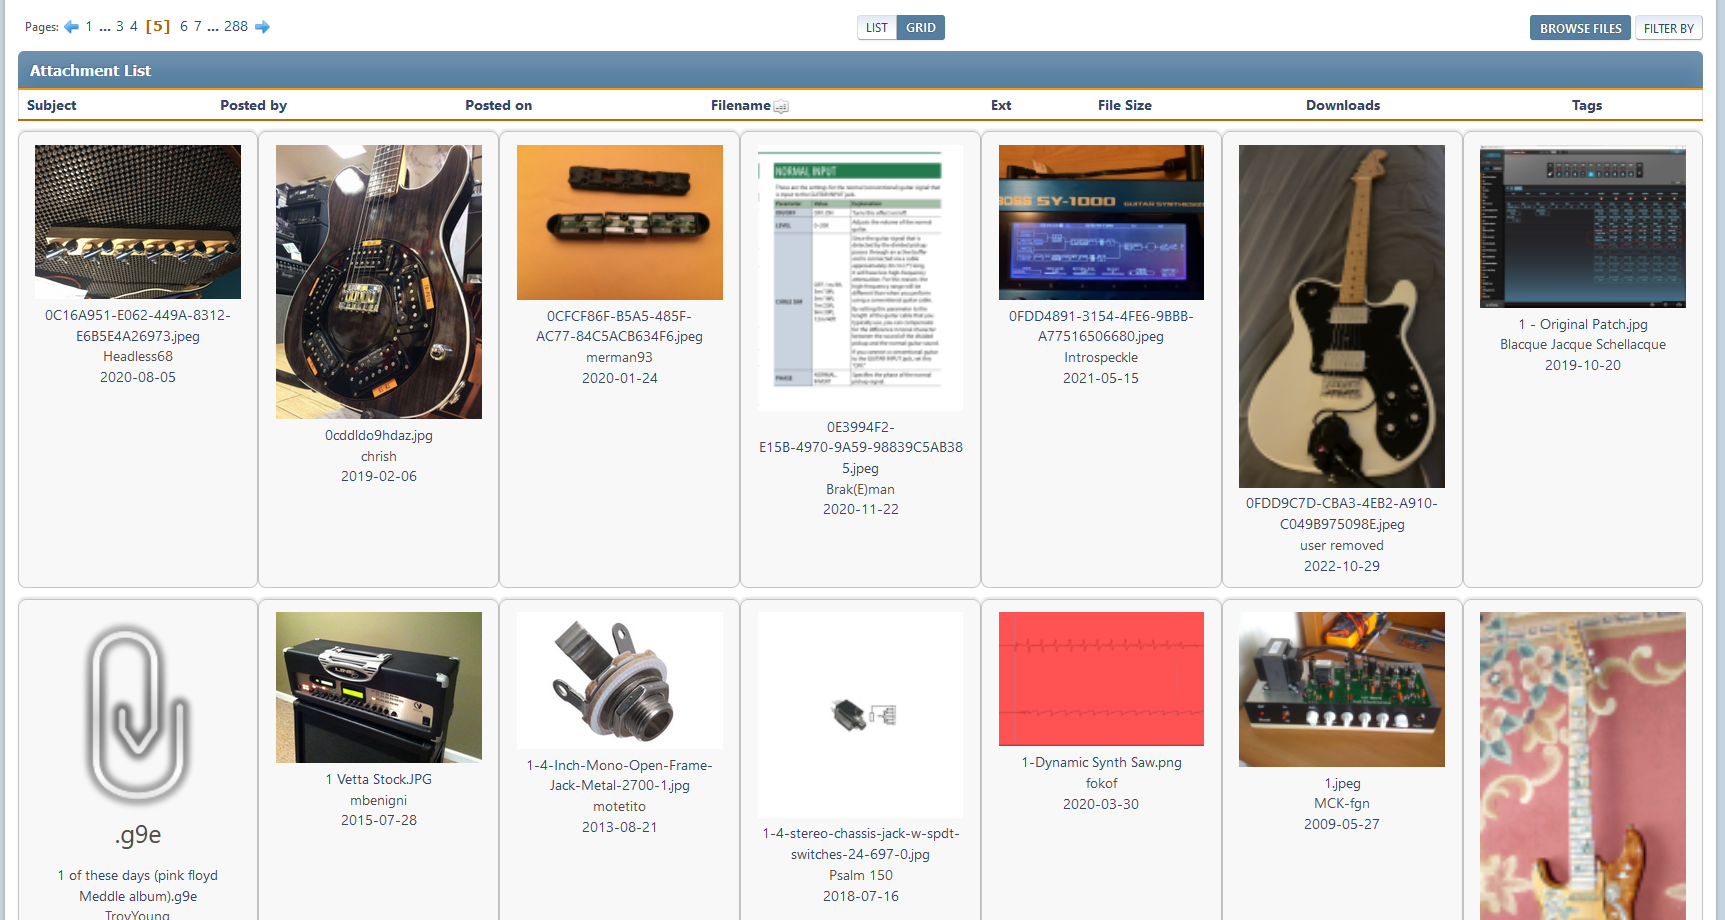 Pages: 1 ... 3 4 [5] 6 7 ... 288
LIST GRID
BROWSE FILES FILTER BY
Attachment List
Subject Posted by Posted on Filename Ext File Size Downloads Tags
0C16A951-E062-449A-8312-
E6B5E4A26973.jpeg
Headless68
2020-08-05
0cddldo9hdaz.jpg
chrish
2019-02-06
0CFCF86F-B5A5-485F-
AC77-84C5ACB634F6.jpeg
merman93
2020-01-24
NORMAL INPUT
0E3994F2-
E15B-4970-9A59-98839C5AB38
5.jpeg
Brak(E)man
2020-11-22
BOSS SY-1000 GUITAR SYNTHESIZER
0FDD4891-3154-4FE6-9BBB-
A77516506680.jpeg
Introspeckle
2021-05-15
0FDD9C7D-CBA3-4EB2-A910-
C049B975098E.jpeg
user removed
2022-10-29
1 - Original Patch.jpg
Blacque Jacque Schellacque
2019-10-20
.g9e
1 of these days (pink floyd
Meddle album).g9e
TroyYoung
1 Vetta Stock.JPG
mbenigni
2015-07-28
1-4-Inch-Mono-Open-Frame-
Jack-Metal-2700-1.jpg
motetito
2013-08-21
1-4-stereo-chassis-jack-w-spdt-
switches-24-697-0.jpg
Psalm 150
2018-07-16
1-Dynamic Synth Saw.png
fokof
2020-03-30
1.jpeg
MCK-fgn
2009-05-27